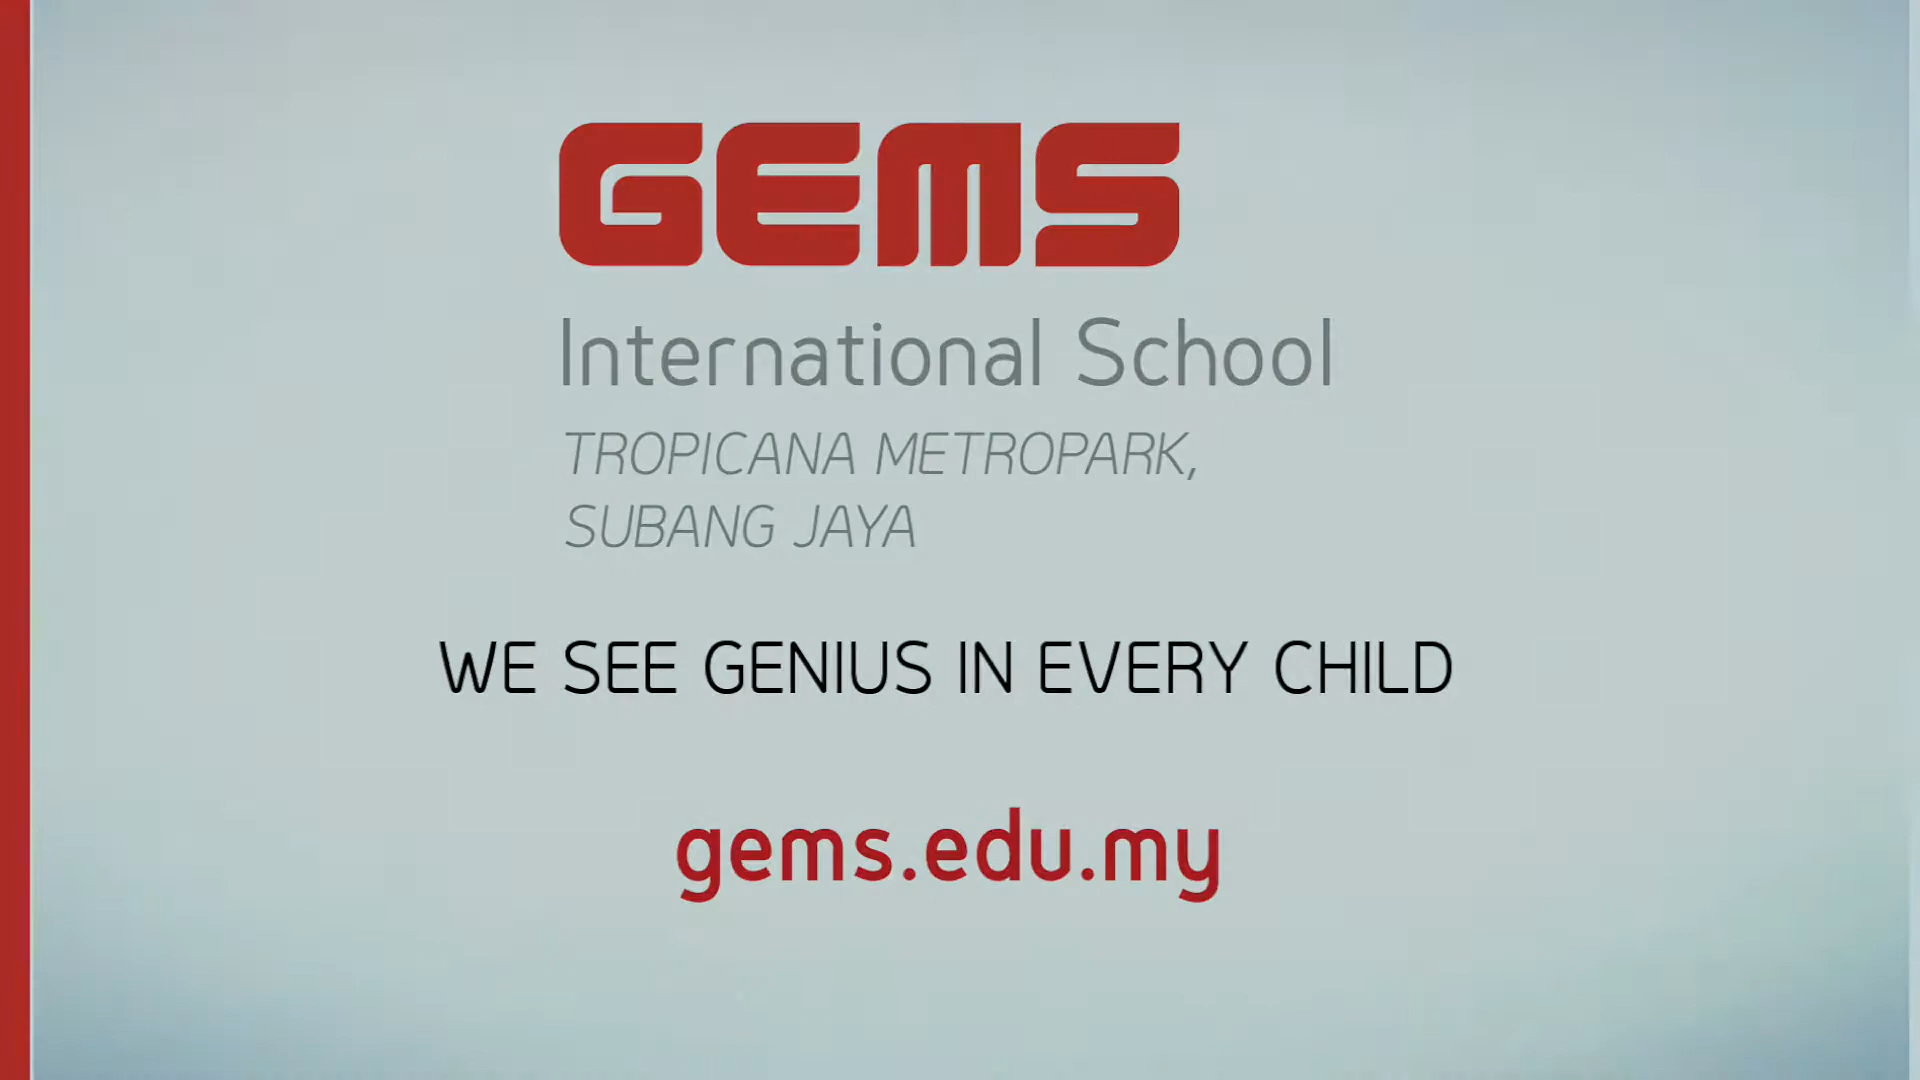 GEMS
International School
TROPICANA METROPARK,
SUBANG JAYA
WE SEE GENIUS IN EVERY CHILD
gems.edu.my